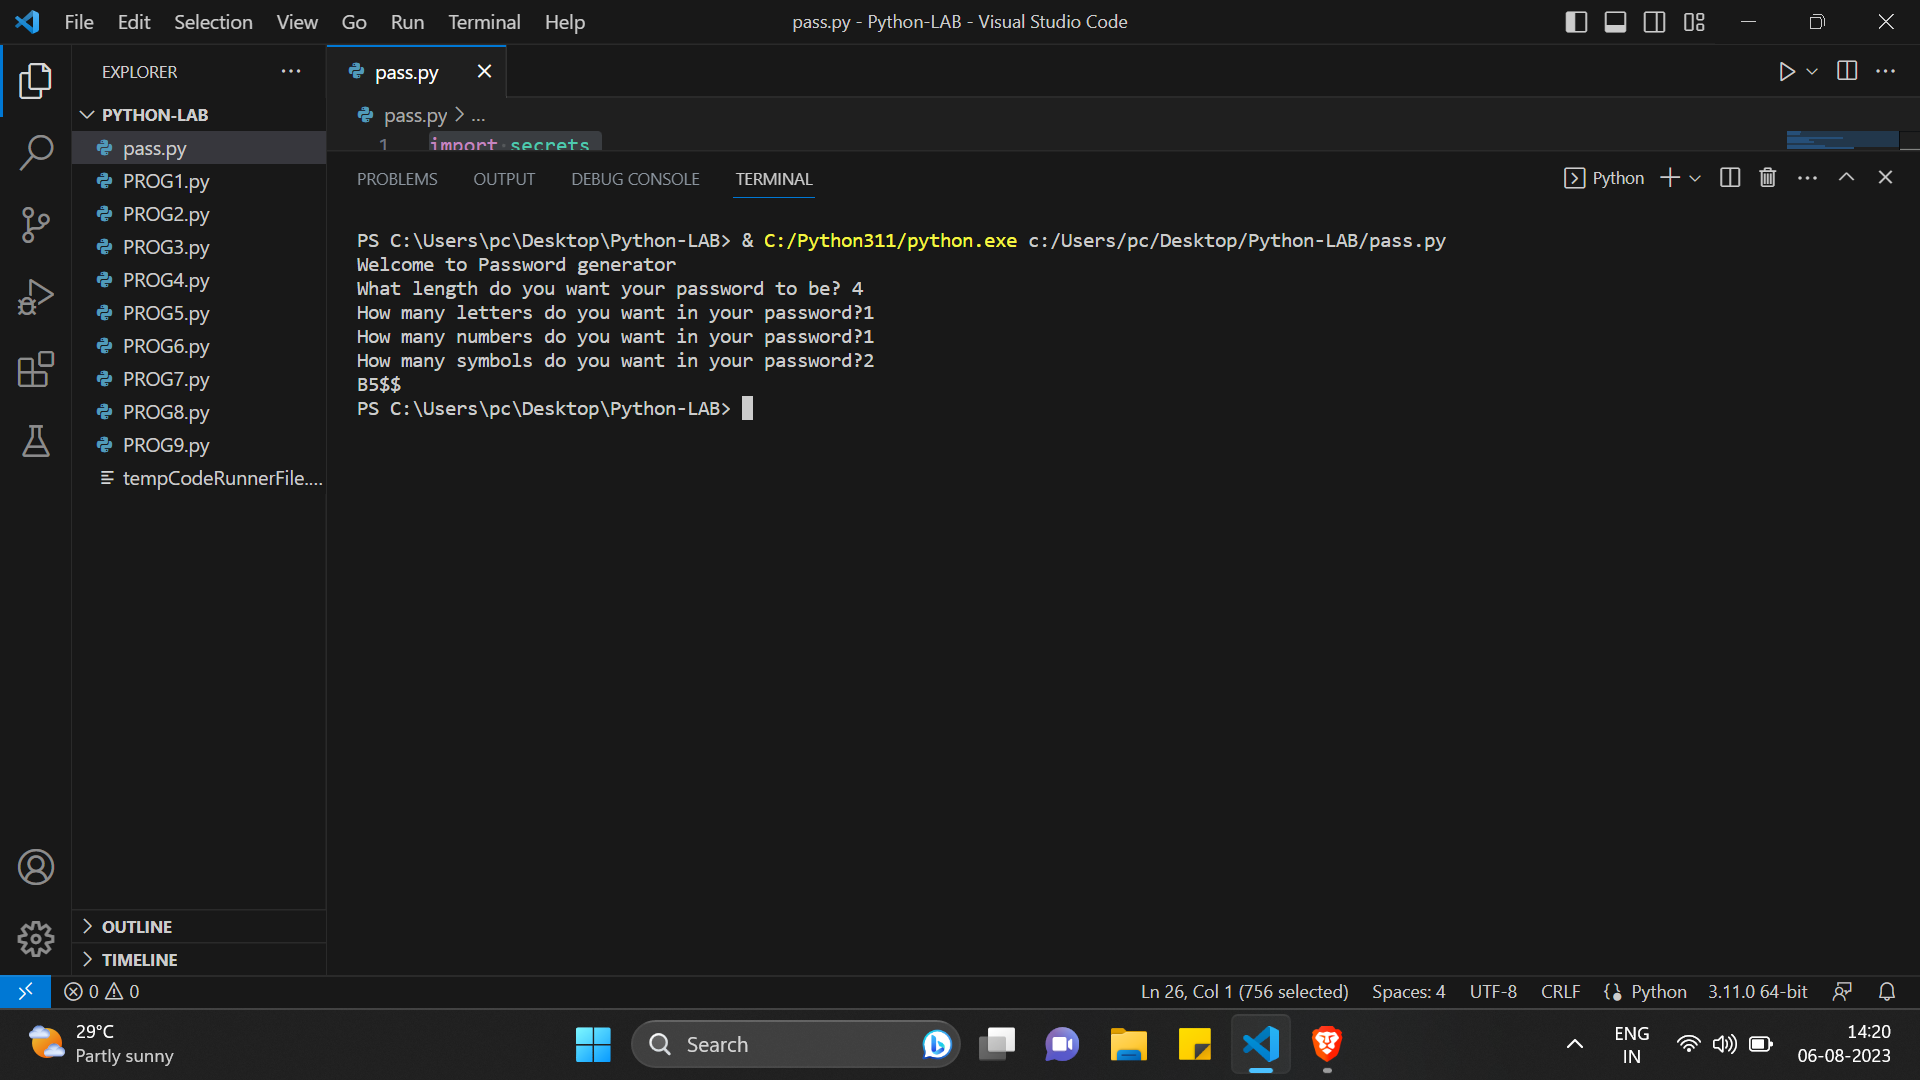 File Edit Selection View Go Run Terminal Help
pass.py - Python-LAB - Visual Studio Code
EXPLORER
PYTHON-LAB
pass.py
PROG1.py
PROG2.py
PROG3.py
PROG4.py
PROG5.py
PROG6.py
PROG7.py
PROG8.py
PROG9.py
tempCodeRunnerFile....
OUTLINE
TIMELINE
pass.py
pass.py > ...
1 import secrets
PROBLEMS OUTPUT DEBUG CONSOLE TERMINAL
Python
PS C:\Users\pc\Desktop\Python-LAB> & C:/Python311/python.exe c:/Users/pc/Desktop/Python-LAB/pass.py
Welcome to Password generator
What length do you want your password to be? 4
How many letters do you want in your password?1
How many numbers do you want in your password?1
How many symbols do you want in your password?2
B5$$
PS C:\Users\pc\Desktop\Python-LAB>
0 0
Ln 26, Col 1 (756 selected) Spaces: 4 UTF-8 CRLF Python 3.11.0 64-bit
29°C
Partly sunny
Search
ENG
IN
14:20
06-08-2023